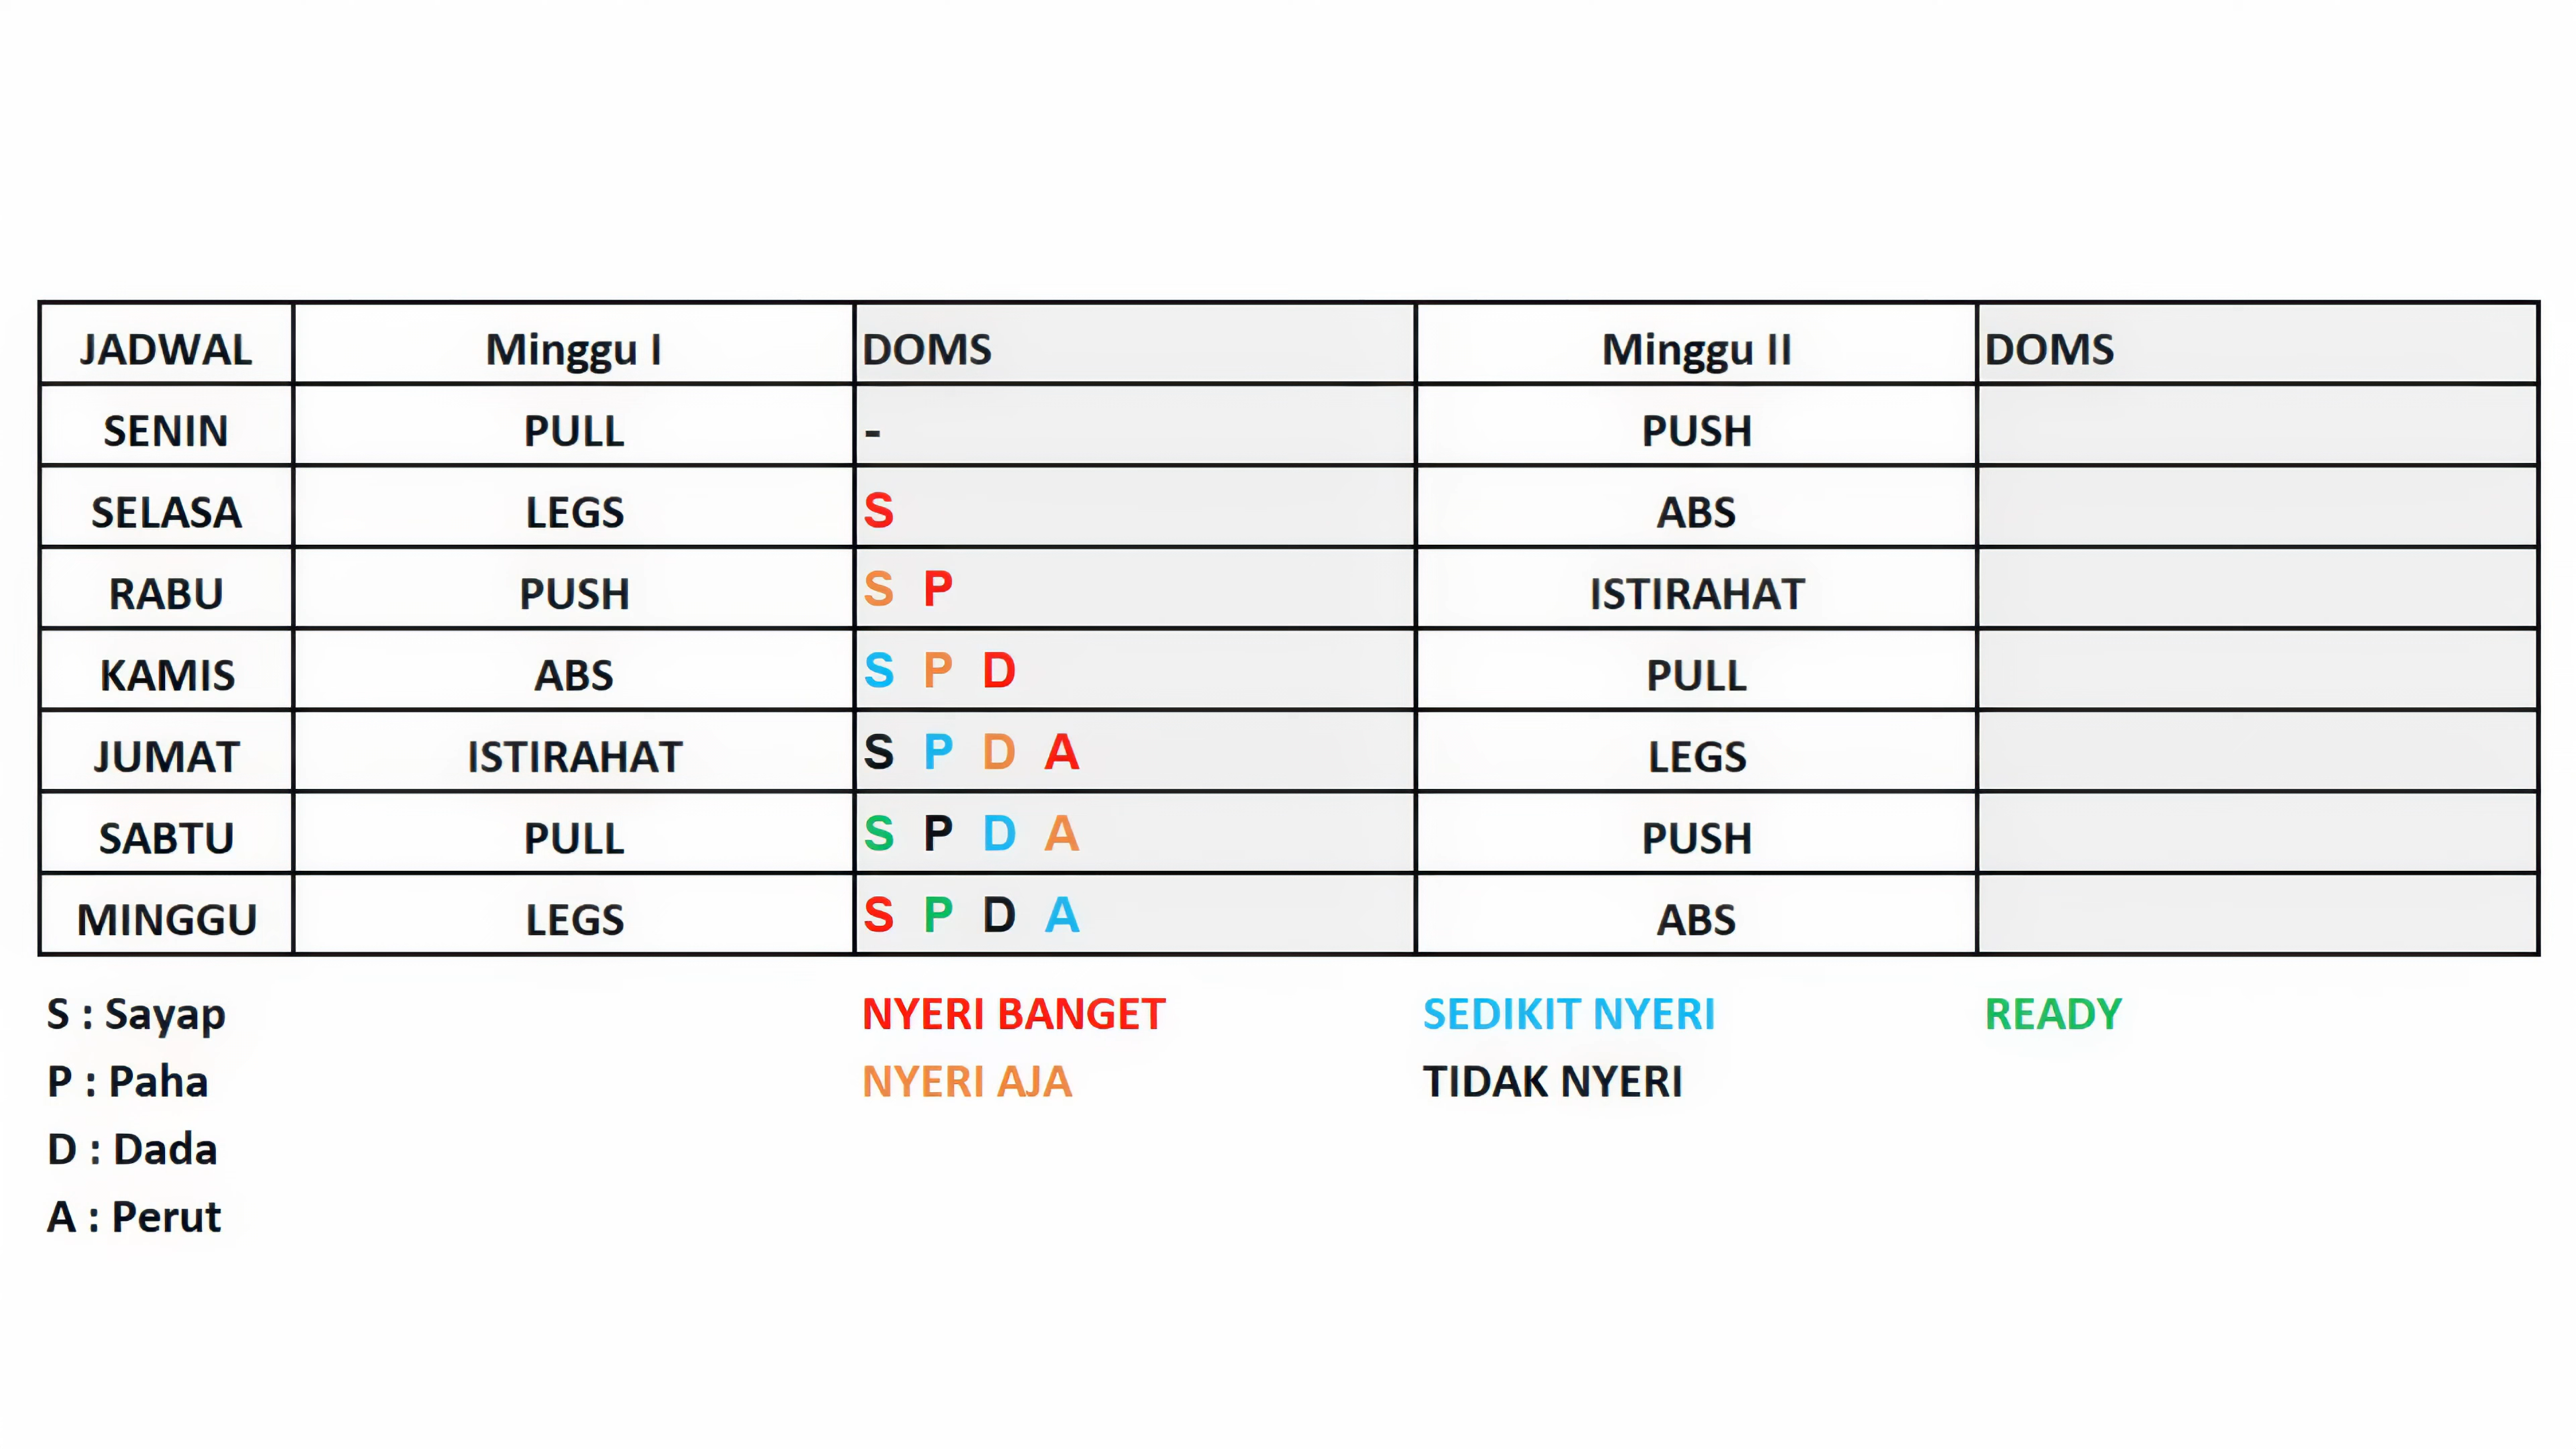 JADWAL Minggu I DOMS Minggu II DOMS
SENIN PULL - PUSH
SELASA LEGS S ABS
RABU PUSH S P ISTIRAHAT
KAMIS ABS S P D PULL
JUMAT ISTIRAHAT S P D A LEGS
SABTU PULL S P D A PUSH
MINGGU LEGS S P D A ABS
S : Sayap NYERI BANGET SEDIKIT NYERI READY
P : Paha NYERI AJA TIDAK NYERI
D : Dada
A : Perut